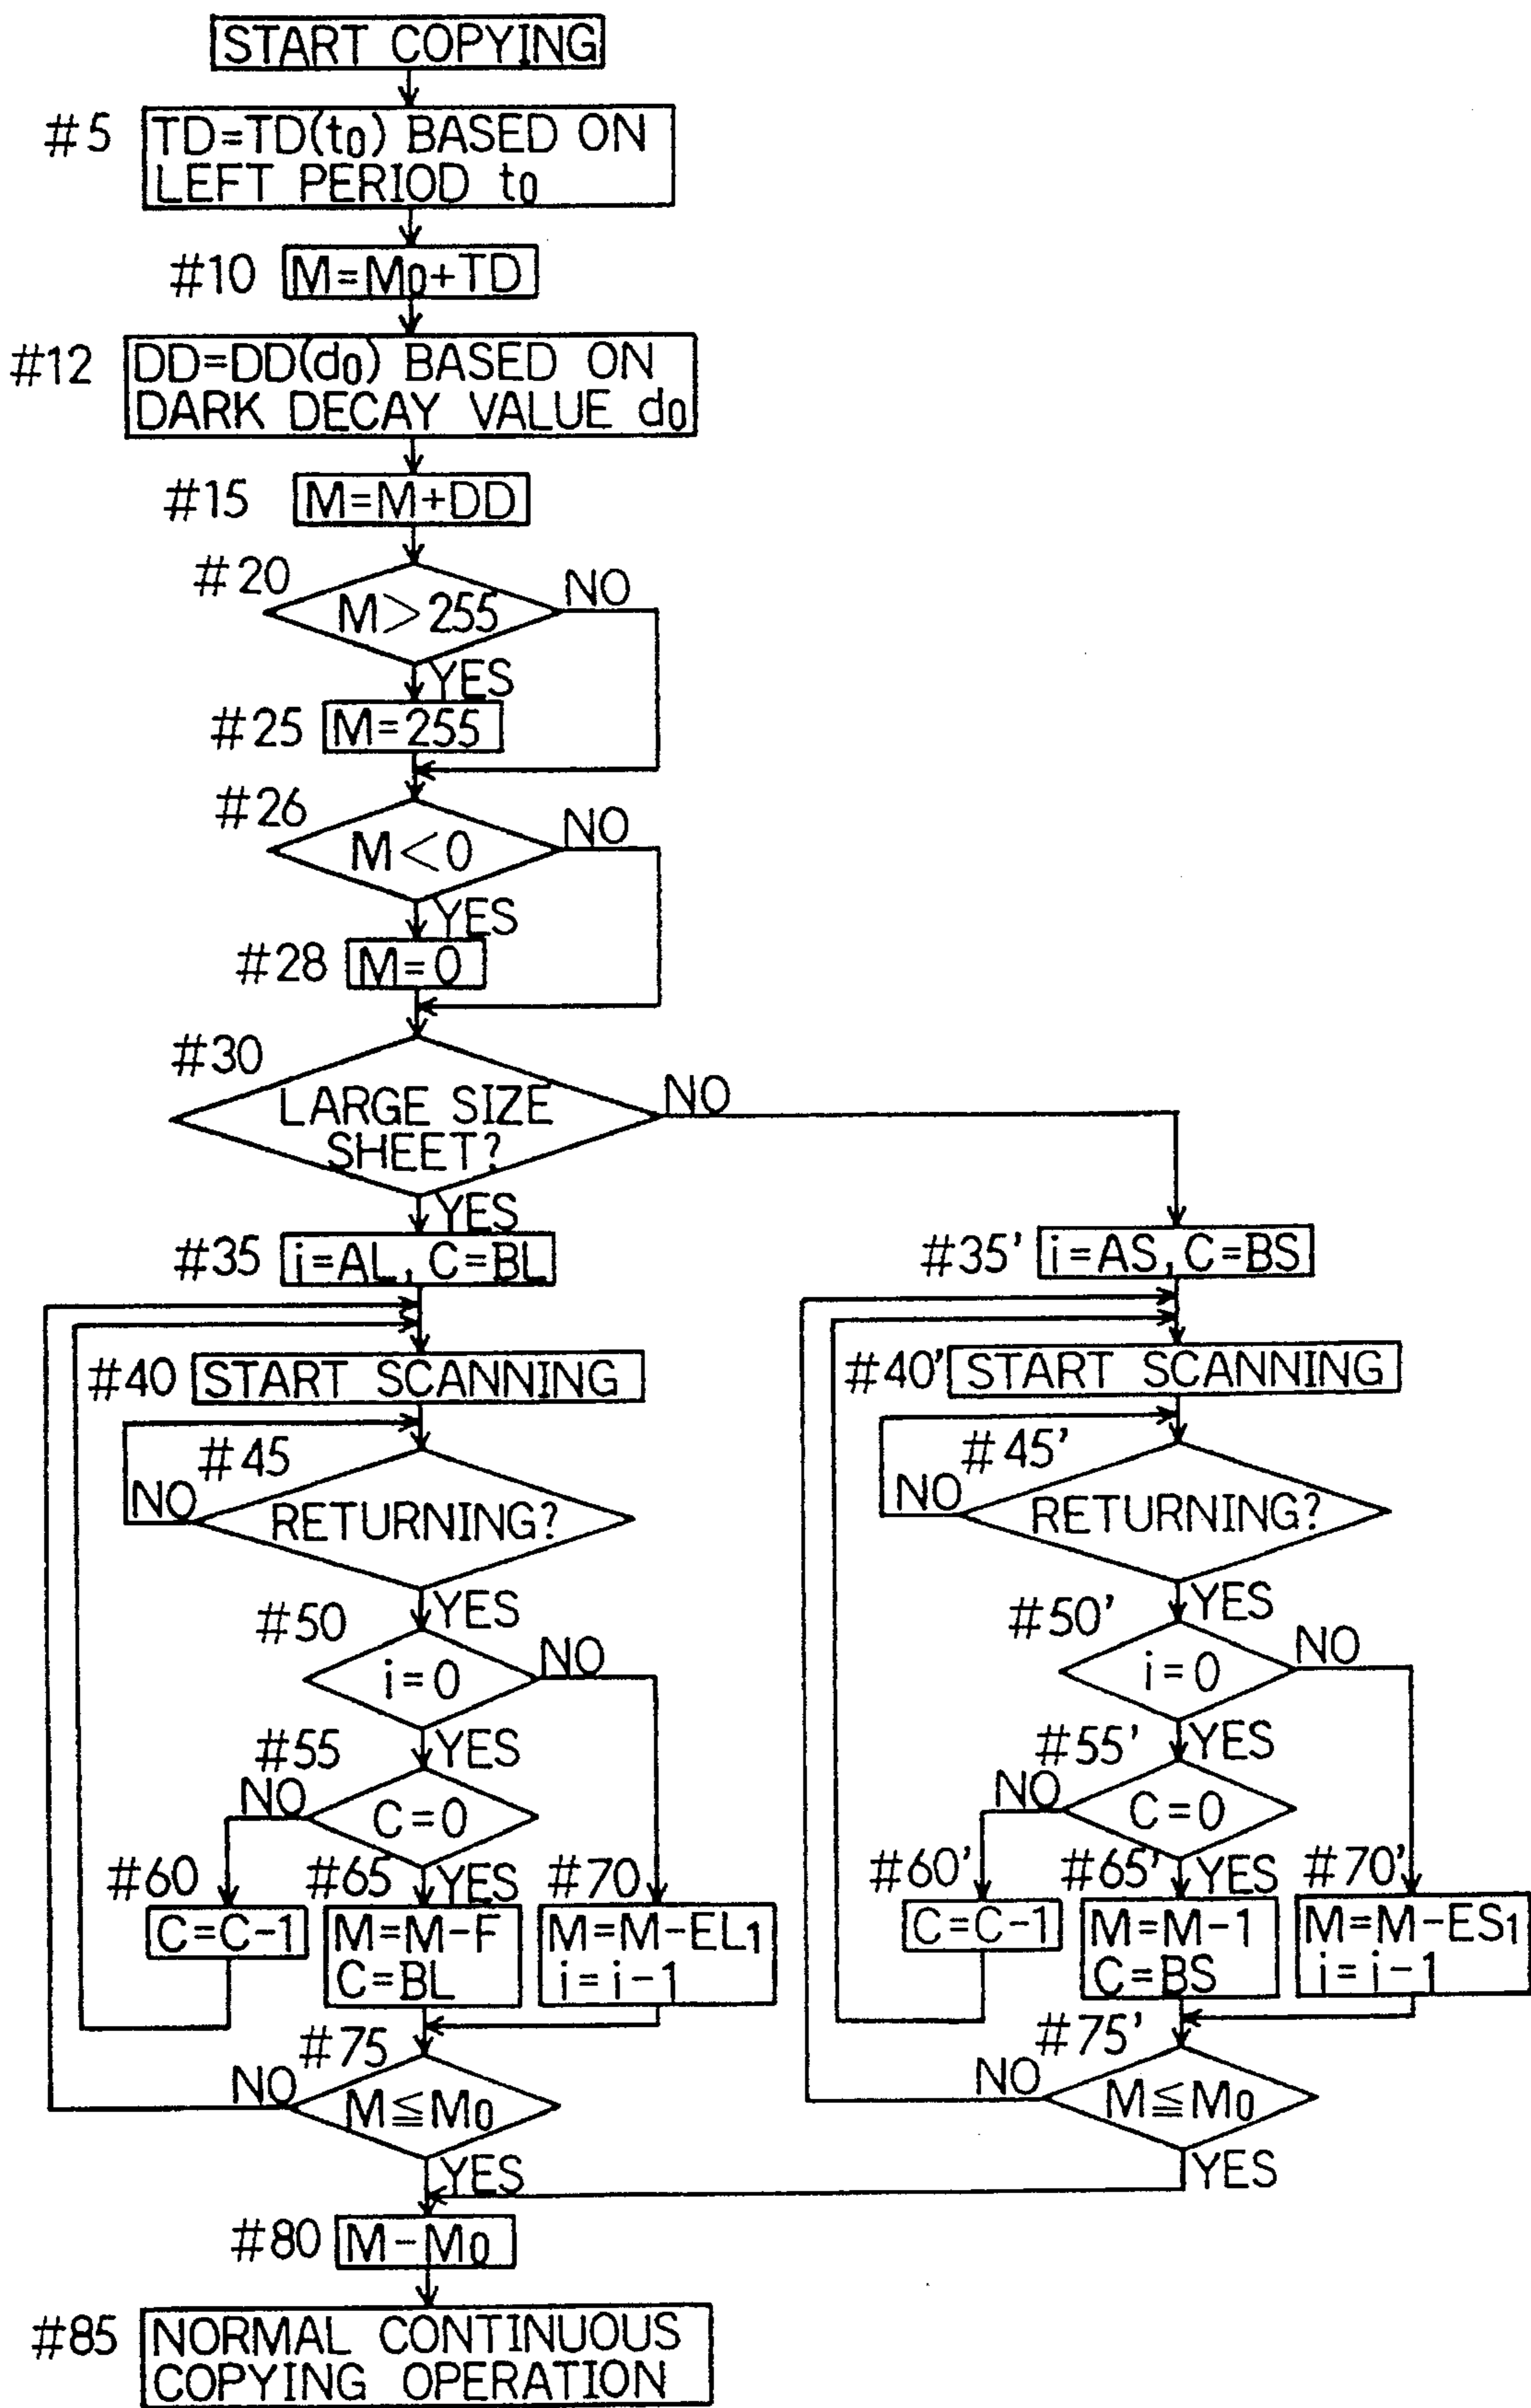 START COPYING
#5 TD=TD(t0) BASED ON
LEFT PERIOD t0
#10 M=M0+TD
#12 DD=DD(d0) BASED ON
DARK DECAY VALUE d0
#15 M=M+DD
#20 M>255 NO
YES
#25 M=255
#26 M<0 NO
YES
#28 M=0
#30 LARGE SIZE
SHEET? NO
YES
#35 i=AL, C=BL
#40 START SCANNING
#45 RETURNING? NO
YES
#50 i=0 NO
YES
#55 C=0 NO
YES
#60 C=C-1
#65 M=M-F
C=BL
#70 M=M-EL1
i=i-1
#75 M≦M0 NO
YES
#35' i=AS, C=BS
#40' START SCANNING
#45' RETURNING? NO
YES
#50' i=0 NO
YES
#55' C=0 NO
YES
#60' C=C-1
#65' M=M-1
C=BS
#70' M=M-ES1
i=i-1
#75' M≦M0 NO
YES
#80 M-M0
#85 NORMAL CONTINUOUS
COPYING OPERATION